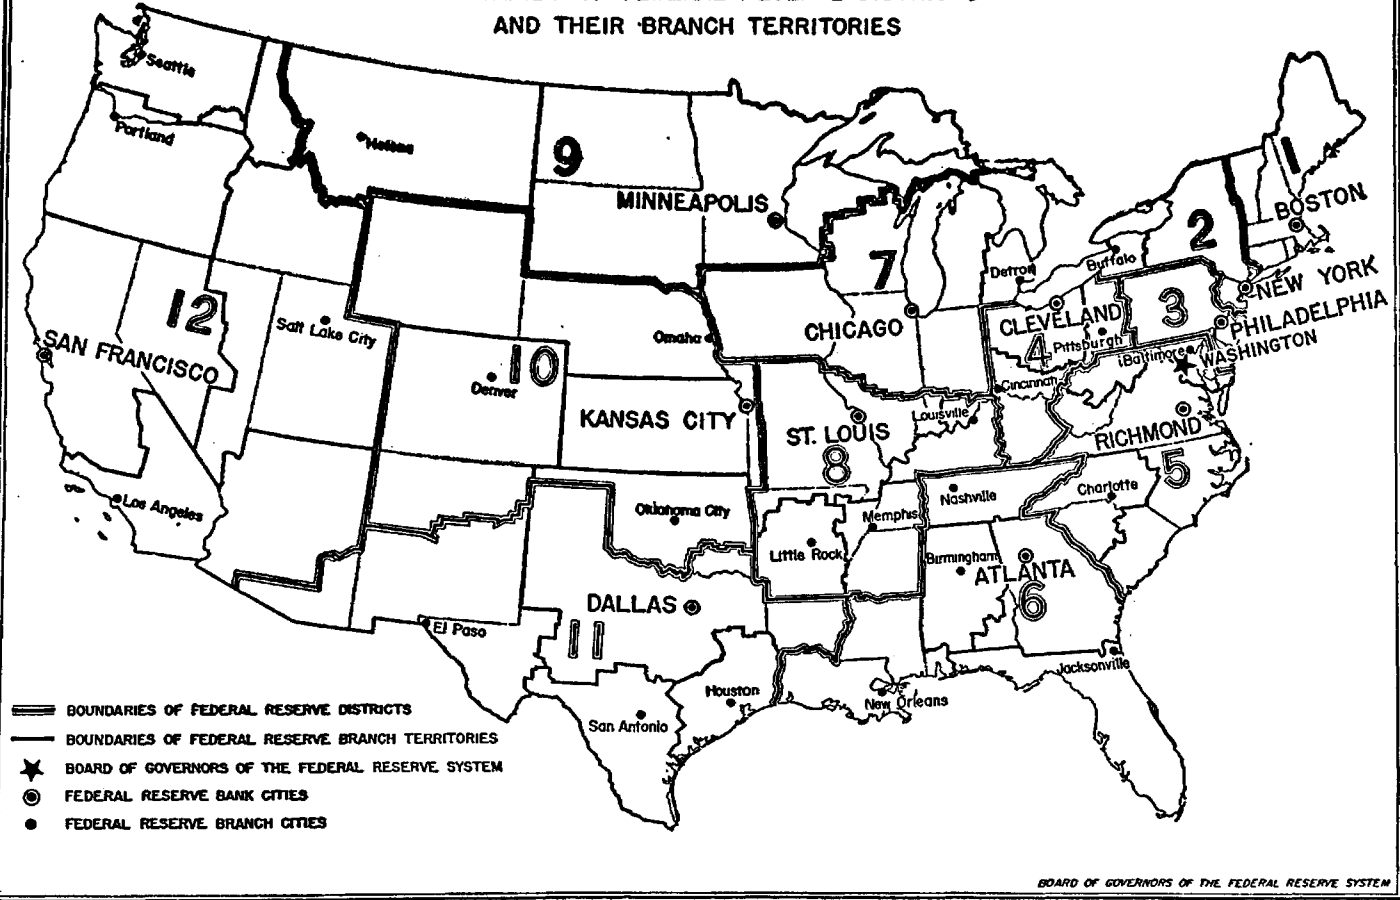 AND THEIR BRANCH TERRITORIES
Seattle
Portland
Helena
9
MINNEAPOLIS
1
BOSTON
2
Buffalo
NEW YORK
7
Detroit
CLEVELAND
3
PHILADELPHIA
12
Salt Lake City
SAN FRANCISCO
Omaha
CHICAGO
4
Pittsburgh
Baltimore
WASHINGTON
10
Denver
Cincinnati
KANSAS CITY
ST. LOUIS
8
Louisville
RICHMOND
5
Los Angeles
Oklahoma City
Nashville
Charlotte
Memphis
Little Rock
Birmingham
ATLANTA
6
DALLAS
11
El Paso
Jacksonville
Houston
San Antonio
New Orleans
BOUNDARIES OF FEDERAL RESERVE DISTRICTS
BOUNDARIES OF FEDERAL RESERVE BRANCH TERRITORIES
BOARD OF GOVERNORS OF THE FEDERAL RESERVE SYSTEM
FEDERAL RESERVE BANK CITIES
FEDERAL RESERVE BRANCH CITIES
BOARD OF GOVERNORS OF THE FEDERAL RESERVE SYSTEM